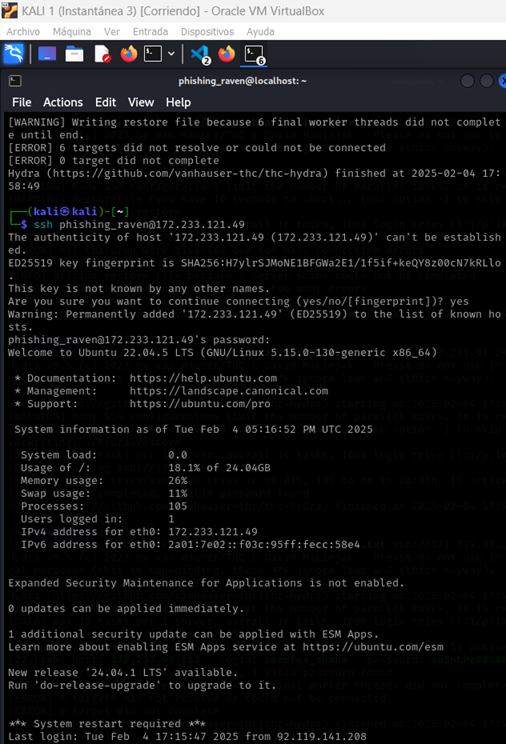 KALI 1 (Instantánea 3) [Corriendo] - Oracle VM VirtualBox
Archivo Máquina Ver Entrada Dispositivos Ayuda
2
6
phishing_raven@localhost: ~
File Actions Edit View Help
[WARNING] Writing restore file because 6 final worker threads did not complet
e until end.
[ERROR] 6 targets did not resolve or could not be connected
[ERROR] 0 target did not complete
Hydra (https://github.com/vanhauser-thc/thc-hydra) finished at 2025-02-04 17:
58:49
(kali㉿kali)-[~]
$ ssh phishing_raven@172.233.121.49
The authenticity of host '172.233.121.49 (172.233.121.49)' can't be establish
ed.
ED25519 key fingerprint is SHA256:H7ylrSJMoNE1BFGWa2E1/1f5if+keQY8z00cN7kRLlo
.
This key is not known by any other names.
Are you sure you want to continue connecting (yes/no/[fingerprint])? yes
Warning: Permanently added '172.233.121.49' (ED25519) to the list of known ho
sts.
phishing_raven@172.233.121.49's password:
Welcome to Ubuntu 22.04.5 LTS (GNU/Linux 5.15.0-130-generic x86_64)
* Documentation: https://help.ubuntu.com
* Management: https://landscape.canonical.com
* Support: https://ubuntu.com/pro
System information as of Tue Feb 4 05:16:52 PM UTC 2025
System load: 0.0
Usage of /: 18.1% of 24.04GB
Memory usage: 26%
Swap usage: 11%
Processes: 105
Users logged in: 1
IPv4 address for eth0: 172.233.121.49
IPv6 address for eth0: 2a01:7e02::f03c:95ff:fecc:58e4
Expanded Security Maintenance for Applications is not enabled.
0 updates can be applied immediately.
1 additional security update can be applied with ESM Apps.
Learn more about enabling ESM Apps service at https://ubuntu.com/esm
New release '24.04.1 LTS' available.
Run 'do-release-upgrade' to upgrade to it.
*** System restart required ***
Last login: Tue Feb 4 17:15:47 2025 from 92.119.141.208